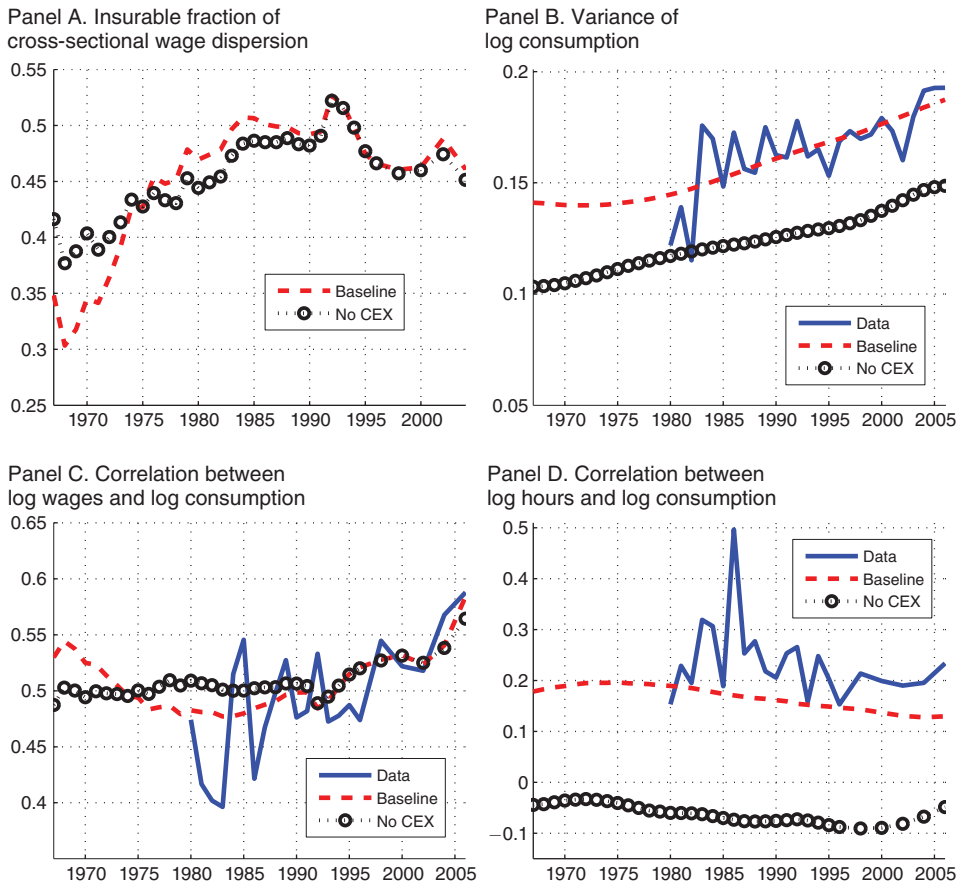 Panel A. Insurable fraction of
cross-sectional wage dispersion
0.55
0.5
0.45
0.4
0.35
0.3
0.25
Baseline
No CEX
1970 1975 1980 1985 1990 1995 2000
Panel B. Variance of
log consumption
0.2
0.15
0.1
0.05
Data
Baseline
No CEX
1970 1975 1980 1985 1990 1995 2000 2005
Panel C. Correlation between
log wages and log consumption
0.65
0.6
0.55
0.5
0.45
0.4
Data
Baseline
No CEX
1970 1975 1980 1985 1990 1995 2000 2005
Panel D. Correlation between
log hours and log consumption
0.5
0.4
0.3
0.2
0.1
0
−0.1
Data
Baseline
No CEX
1970 1975 1980 1985 1990 1995 2000 2005